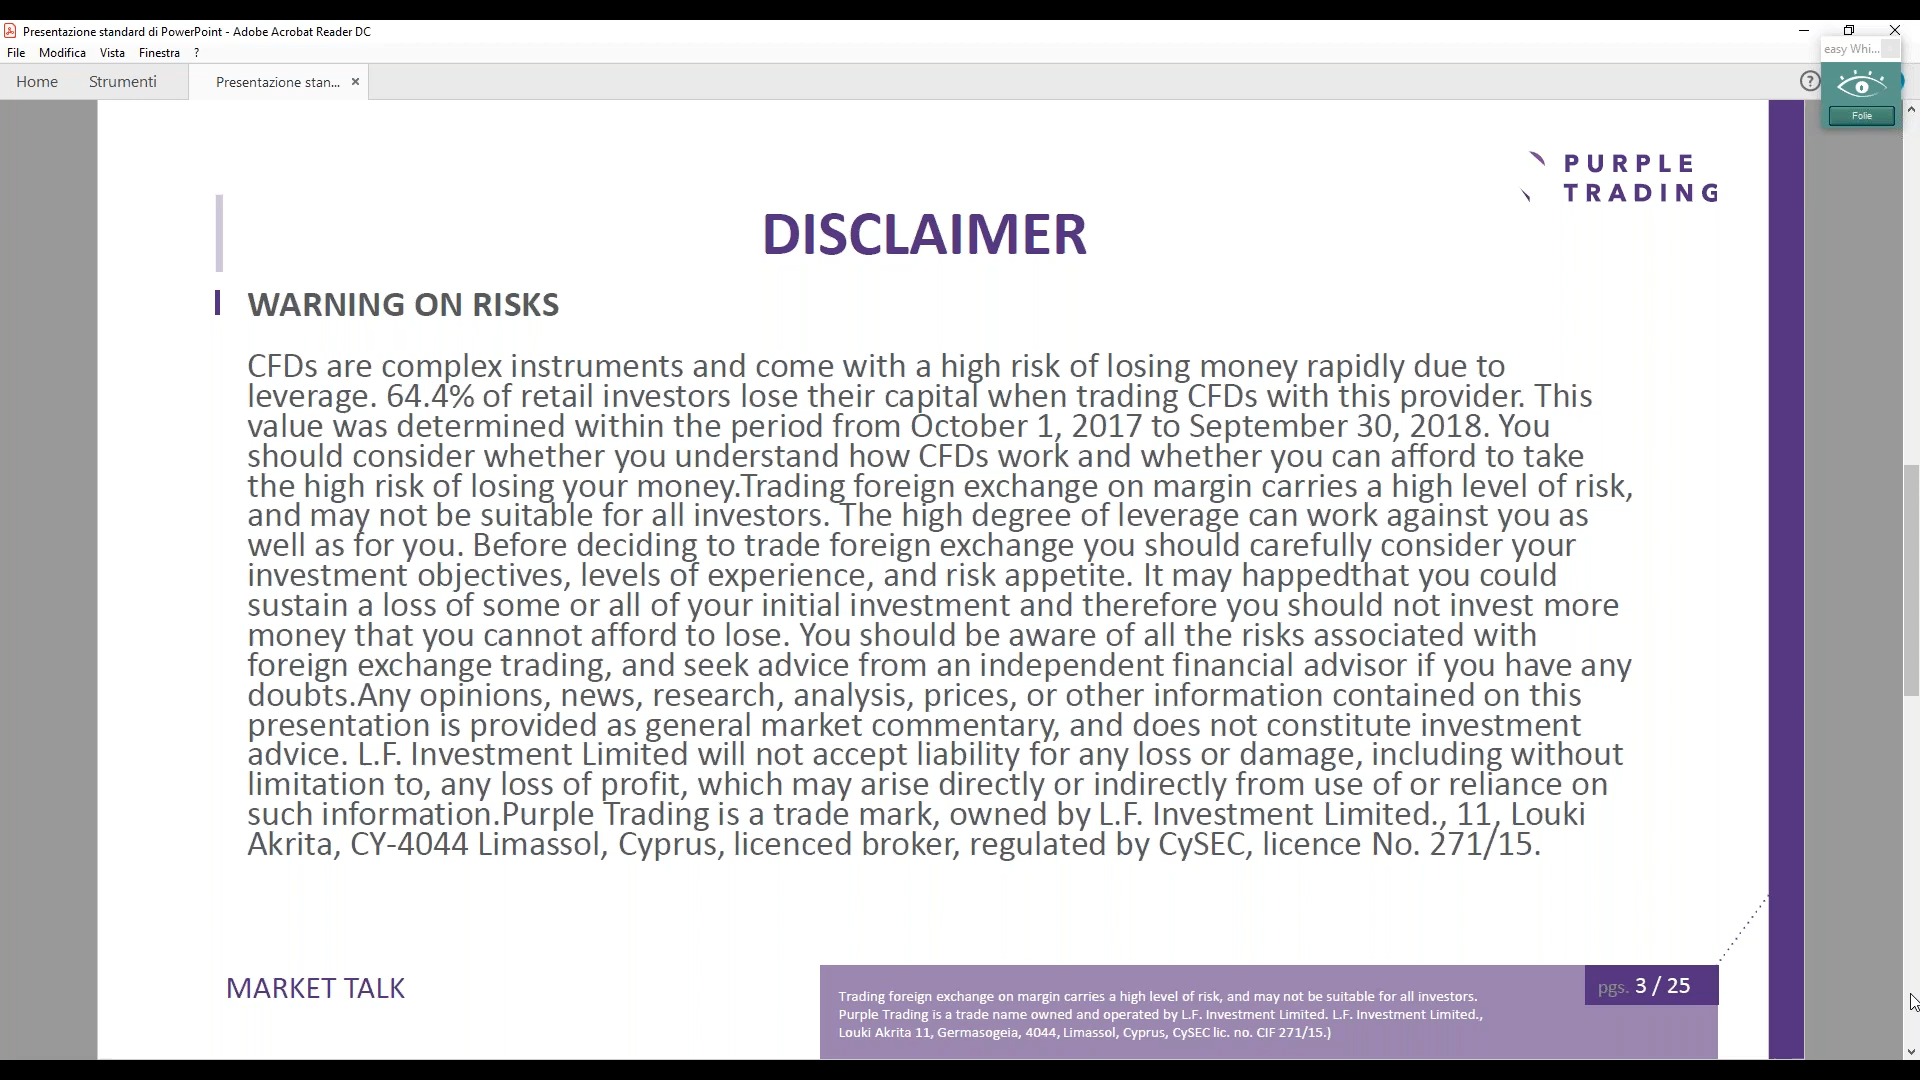 Presentazione standard di PowerPoint - Adobe Acrobat Reader DC
File Modifica Vista Finestra ?
easy Whi...
Home Strumenti Presentazione stan... ×
?
Folie
PURPLE
TRADING
DISCLAIMER
WARNING ON RISKS
CFDs are complex instruments and come with a high risk of losing money rapidly due to
leverage. 64.4% of retail investors lose their capital when trading CFDs with this provider. This
value was determined within the period from October 1, 2017 to September 30, 2018. You
should consider whether you understand how CFDs work and whether you can afford to take
the high risk of losing your money.Trading foreign exchange on margin carries a high level of risk,
and may not be suitable for all investors. The high degree of leverage can work against you as
well as for you. Before deciding to trade foreign exchange you should carefully consider your
investment objectives, levels of experience, and risk appetite. It may happedthat you could
sustain a loss of some or all of your initial investment and therefore you should not invest more
money that you cannot afford to lose. You should be aware of all the risks associated with
foreign exchange trading, and seek advice from an independent financial advisor if you have any
doubts.Any opinions, news, research, analysis, prices, or other information contained on this
presentation is provided as general market commentary, and does not constitute investment
advice. L.F. Investment Limited will not accept liability for any loss or damage, including without
limitation to, any loss of profit, which may arise directly or indirectly from use of or reliance on
such information.Purple Trading is a trade mark, owned by L.F. Investment Limited., 11, Louki
Akrita, CY-4044 Limassol, Cyprus, licenced broker, regulated by CySEC, licence No. 271/15.
MARKET TALK
pgs. 3 / 25
Trading foreign exchange on margin carries a high level of risk, and may not be suitable for all investors.
Purple Trading is a trade name owned and operated by L.F. Investment Limited. L.F. Investment Limited.,
Louki Akrita 11, Germasogeia, 4044, Limassol, Cyprus, CySEC lic. no. CIF 271/15.)